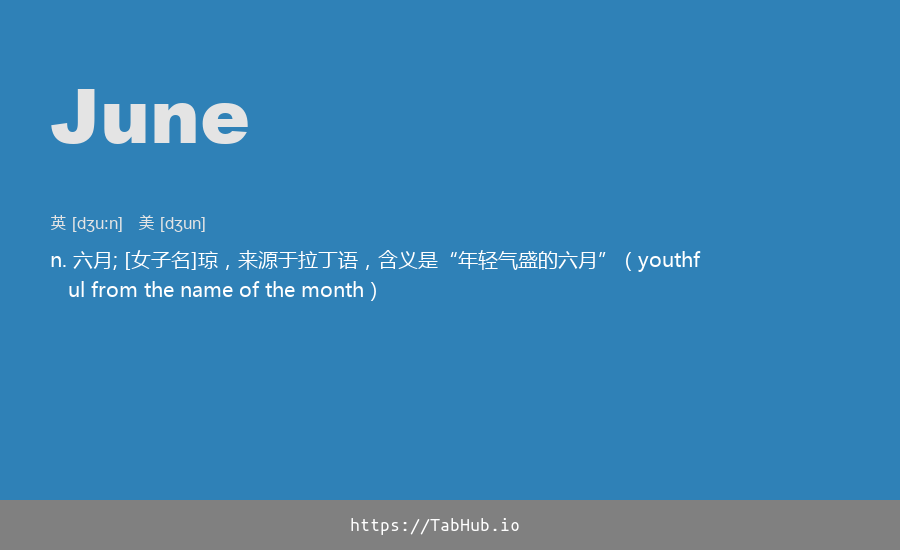 June
英 [dʒuːn] 美 [dʒun]
n. 六月; [女子名]琼，来源于拉丁语，含义是“年轻气盛的六月”（youthf
ul from the name of the month）
https://TabHub.io